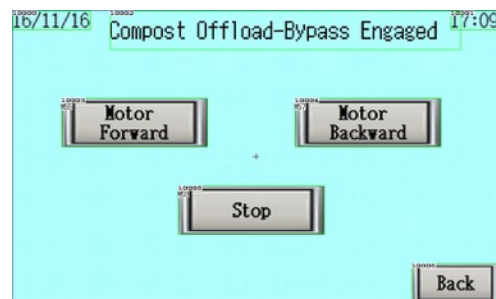 16/11/16
Compost Offload-Bypass Engaged
17:09
Motor
Forward
Motor
Backward
Stop
Back